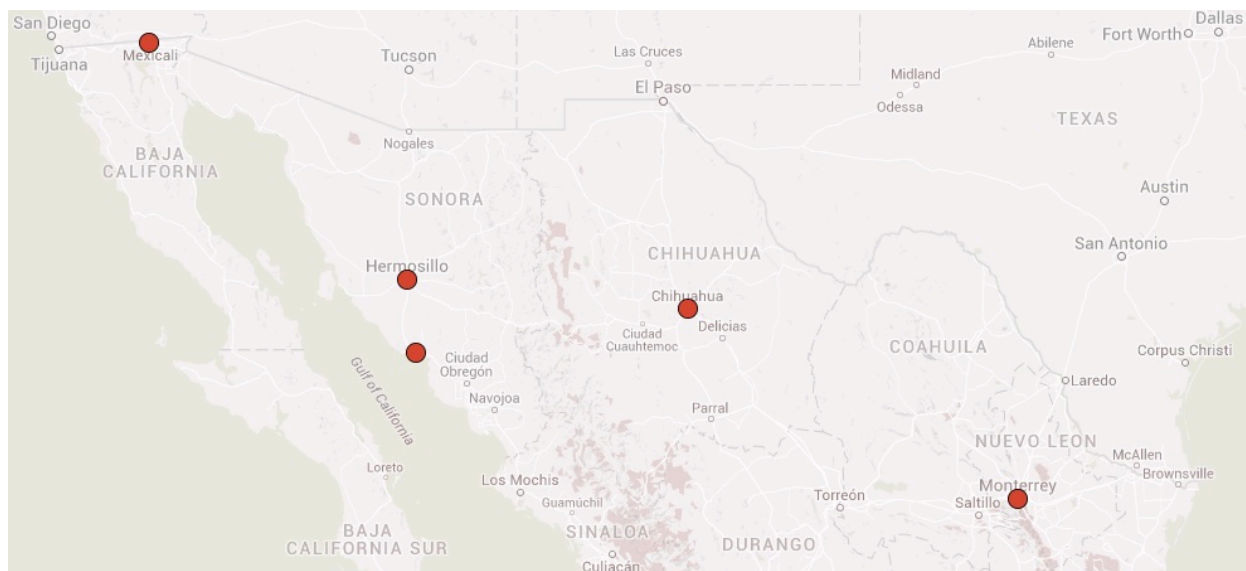 San Diego
Dallas
Fort Worth
Abilene
Las Cruces
Tucson
Mexicali
Tijuana
Midland
El Paso
Odessa
TEXAS
Nogales
BAJA
CALIFORNIA
Austin
SONORA
San Antonio
CHIHUAHUA
Hermosillo
Chihuahua
Delicias
Ciudad
Cuauhtemoc
COAHUILA
Corpus Christi
Ciudad
Obregón
Gulf of California
Laredo
Navojoa
Parral
NUEVO LEON
McAllen
Loreto
Brownsville
Los Mochis
Monterrey
Torreón
Saltillo
Guamúchil
BAJA
CALIFORNIA SUR
SINALOA
DURANGO
Culiacán